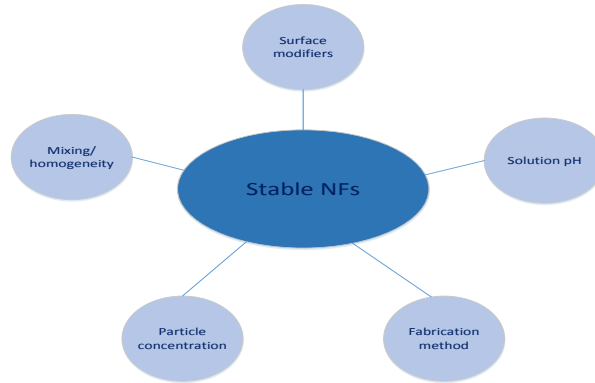 Surface
modifiers
Mixing/
homogeneity
Solution pH
Stable NFs
Particle
concentration
Fabrication
method